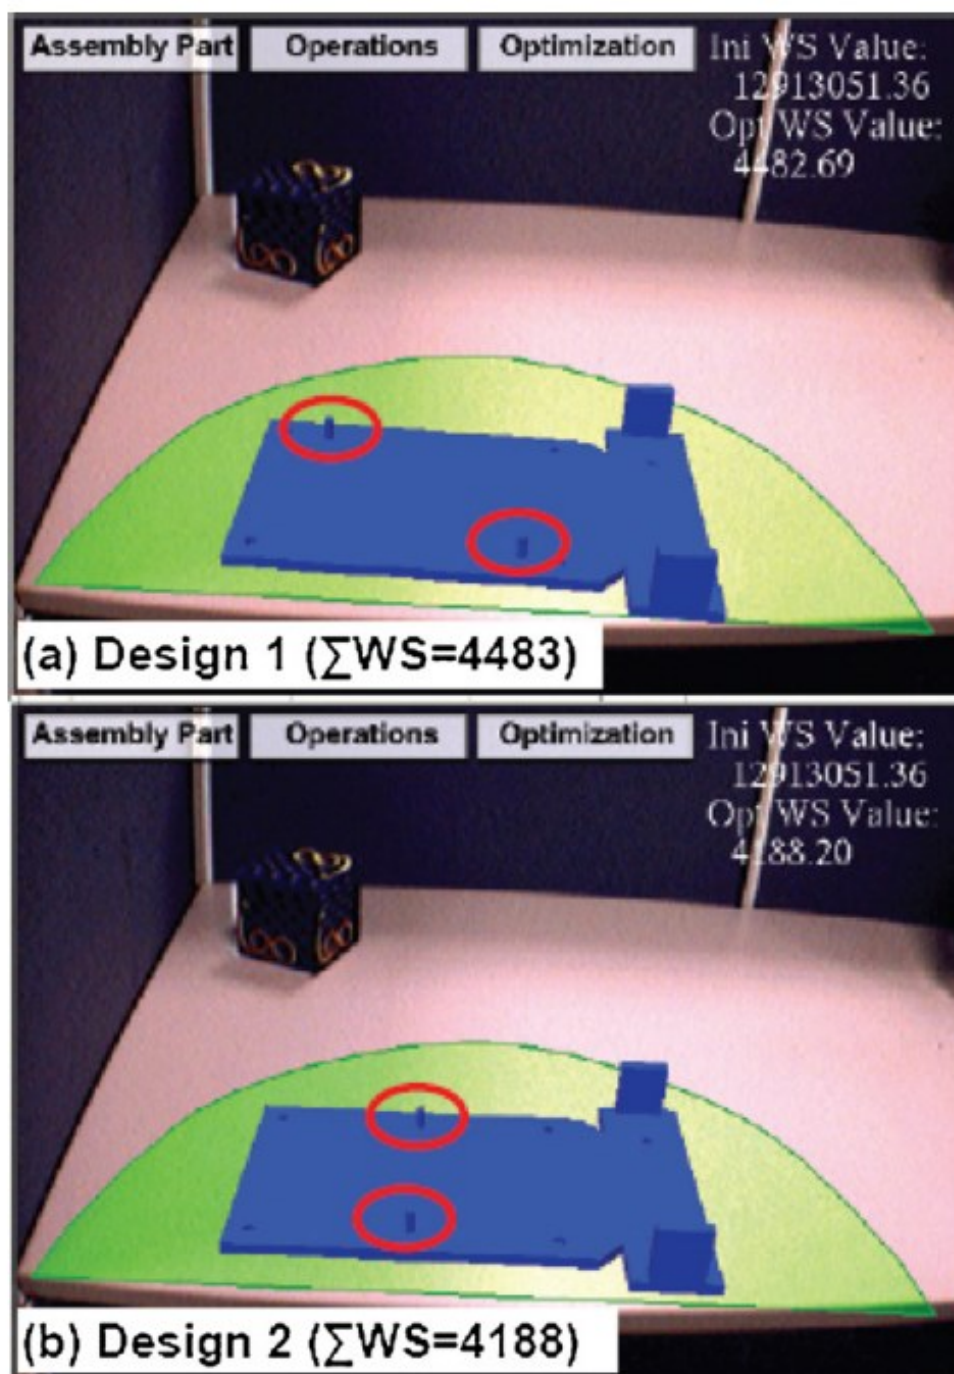 Assembly Part Operations Optimization
Ini WS Value:
12913051.36
Opt WS Value:
4482.69
(a) Design 1 (∑WS=4483)
Assembly Part Operations Optimization
Ini WS Value:
12913051.36
Opt WS Value:
4188.20
(b) Design 2 (∑WS=4188)